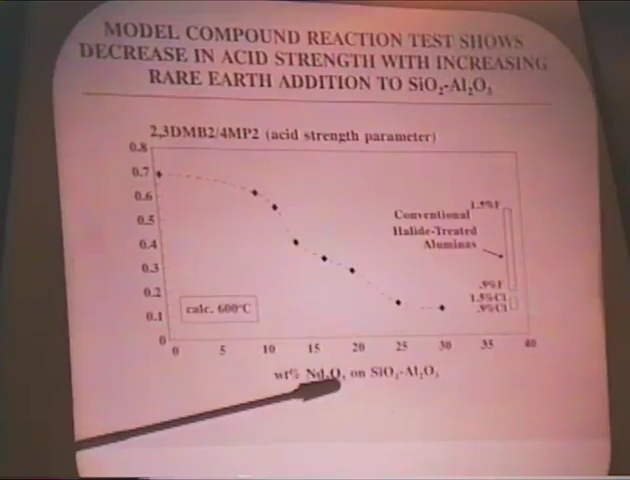 MODEL COMPOUND REACTION TEST SHOWS
DECREASE IN ACID STRENGTH WITH INCREASING
RARE EARTH ADDITION TO SiO₂-Al₂O₃
2,3DMB2/4MP2 (acid strength parameter)
0.8
0.7
0.6
0.5
0.4
0.3
0.2
0.1
0
1.5%F
Conventional
Halide-Treated
Aluminas
.9%F
1.5%Cl
.9%Cl
calc. 600°C
0 5 10 15 20 25 30 35 40
wt% Nd₂O₃ on SiO₂-Al₂O₃